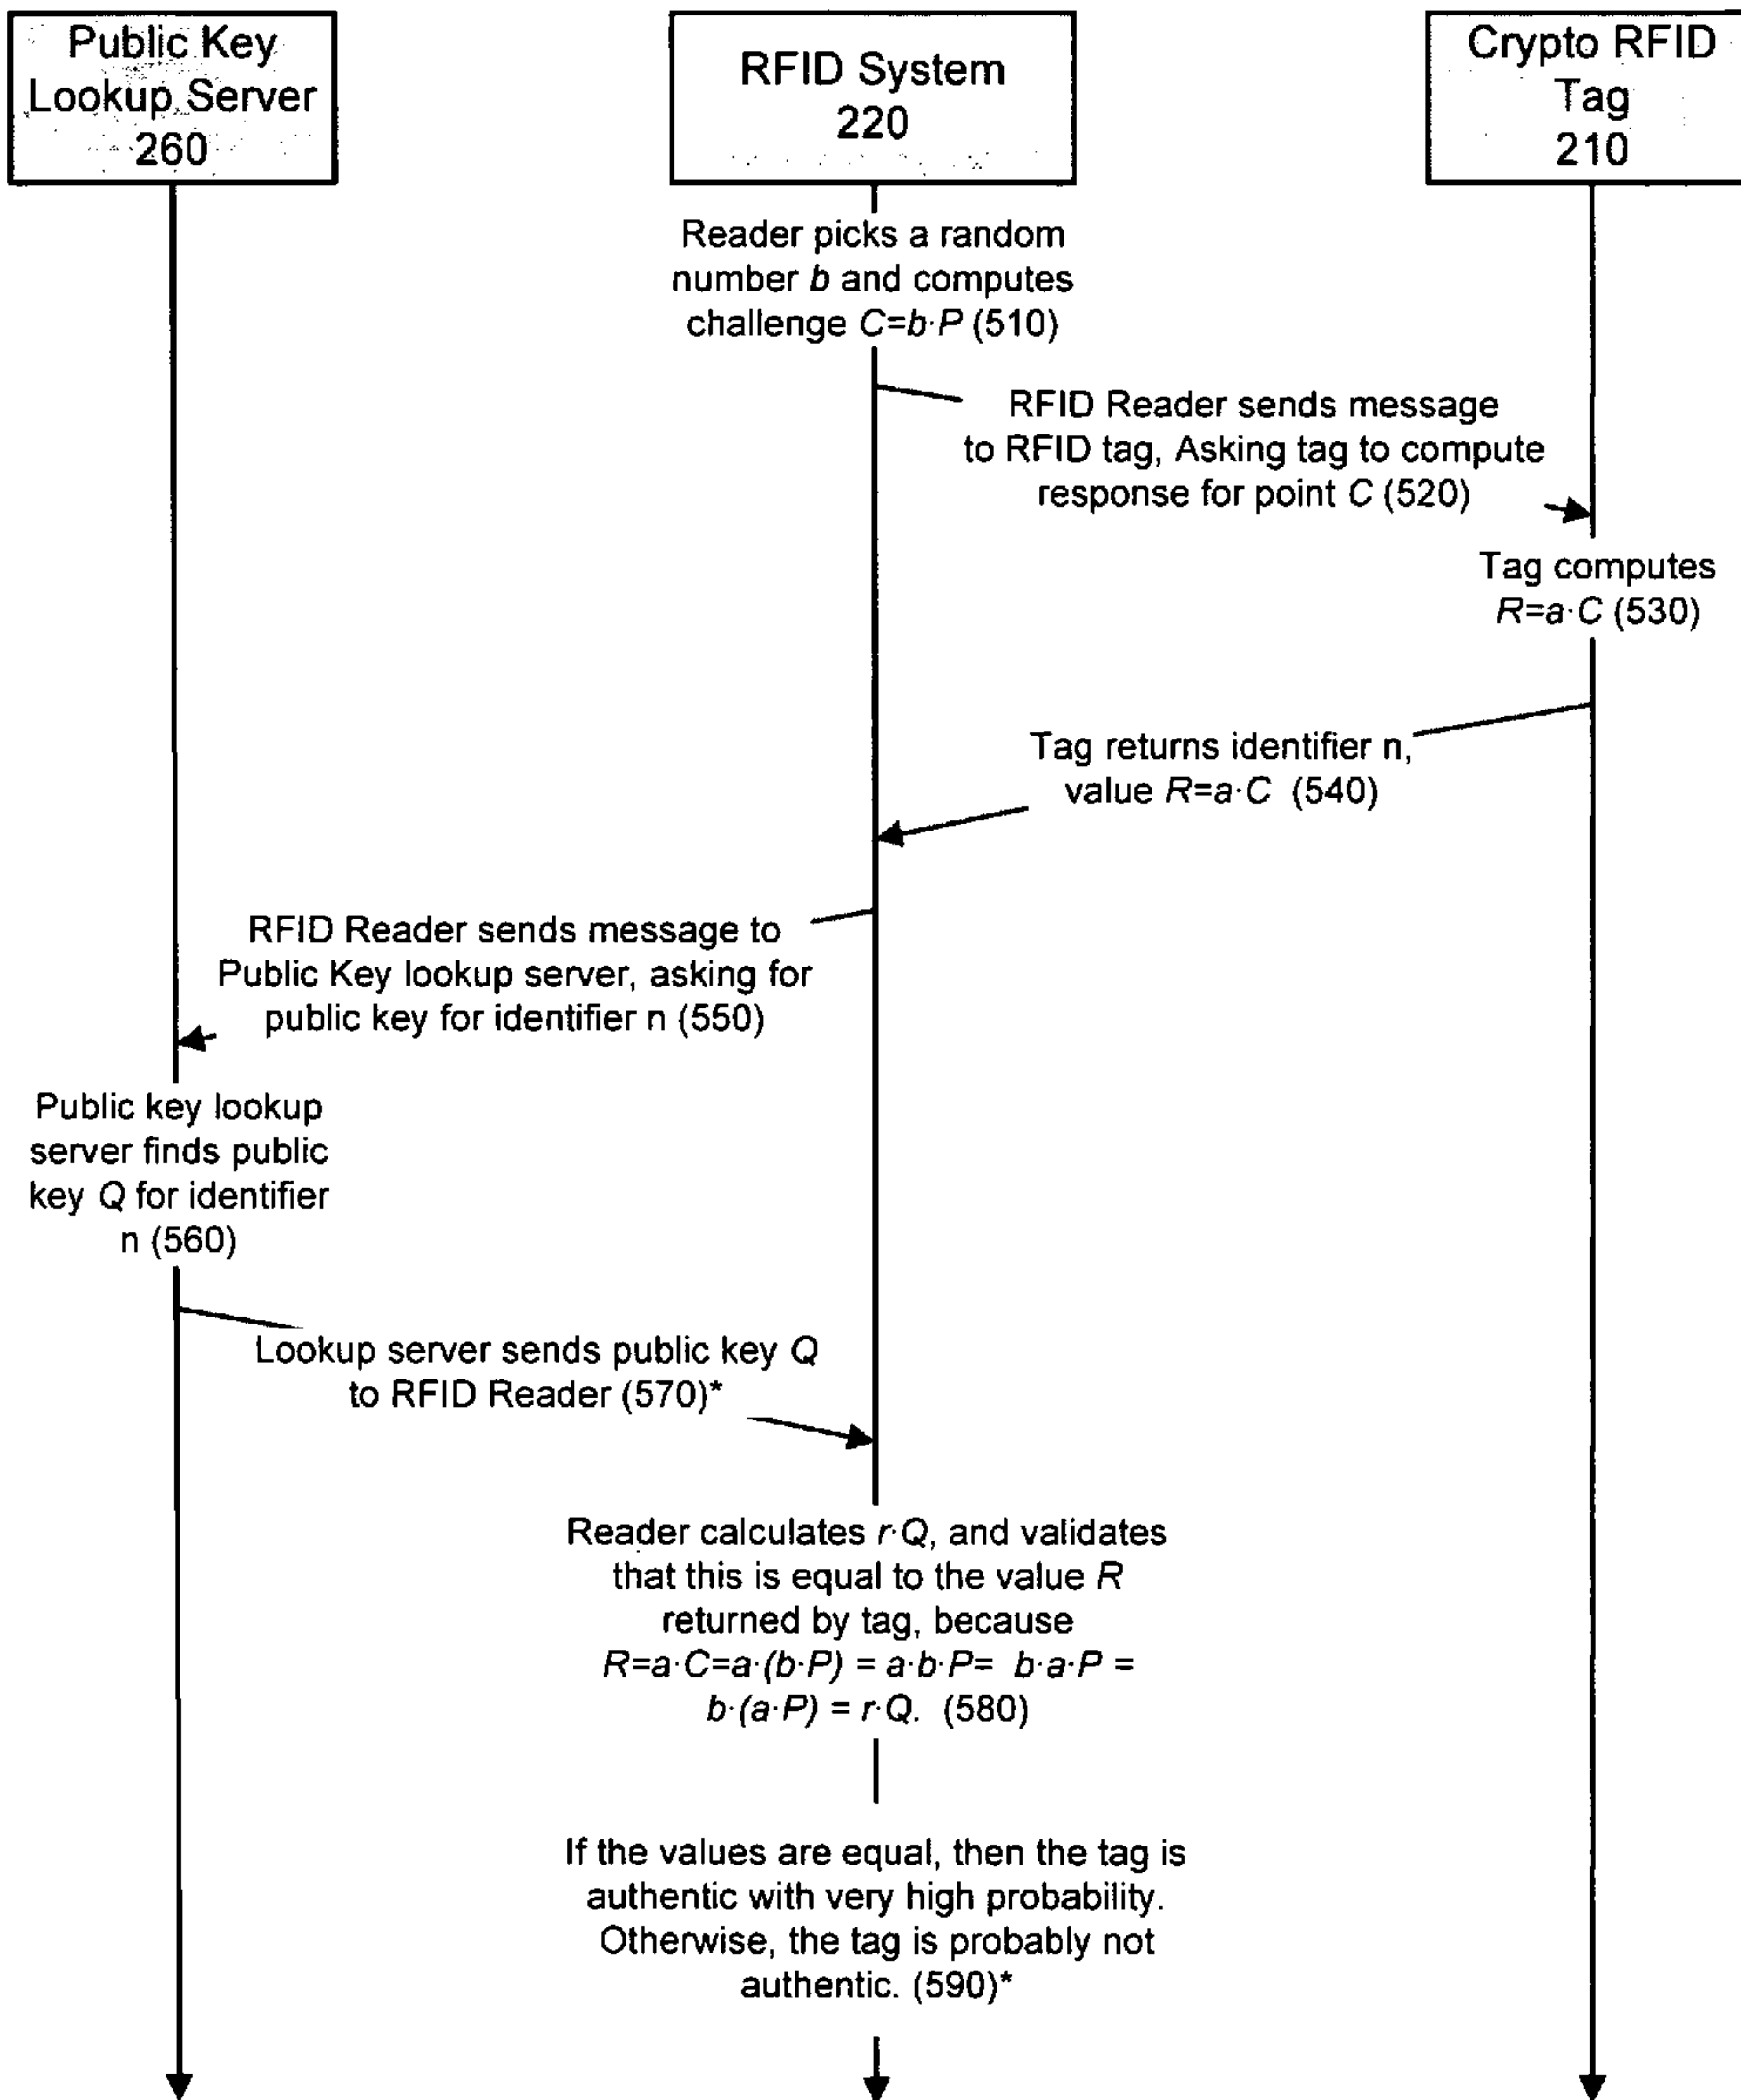 Public Key
Lookup Server
260
RFID System
220
Crypto RFID
Tag
210
Reader picks a random
number b and computes
challenge C=b·P (510)
RFID Reader sends message
to RFID tag, Asking tag to compute
response for point C (520)
Tag computes
R=a·C (530)
Tag returns identifier n,
value R=a·C (540)
RFID Reader sends message to
Public Key lookup server, asking for
public key for identifier n (550)
Public key lookup
server finds public
key Q for identifier
n (560)
Lookup server sends public key Q
to RFID Reader (570)*
Reader calculates r·Q, and validates
that this is equal to the value R
returned by tag, because
R=a·C=a·(b·P) = a·b·P= b·a·P =
b·(a·P) = r·Q. (580)
If the values are equal, then the tag is
authentic with very high probability.
Otherwise, the tag is probably not
authentic. (590)*